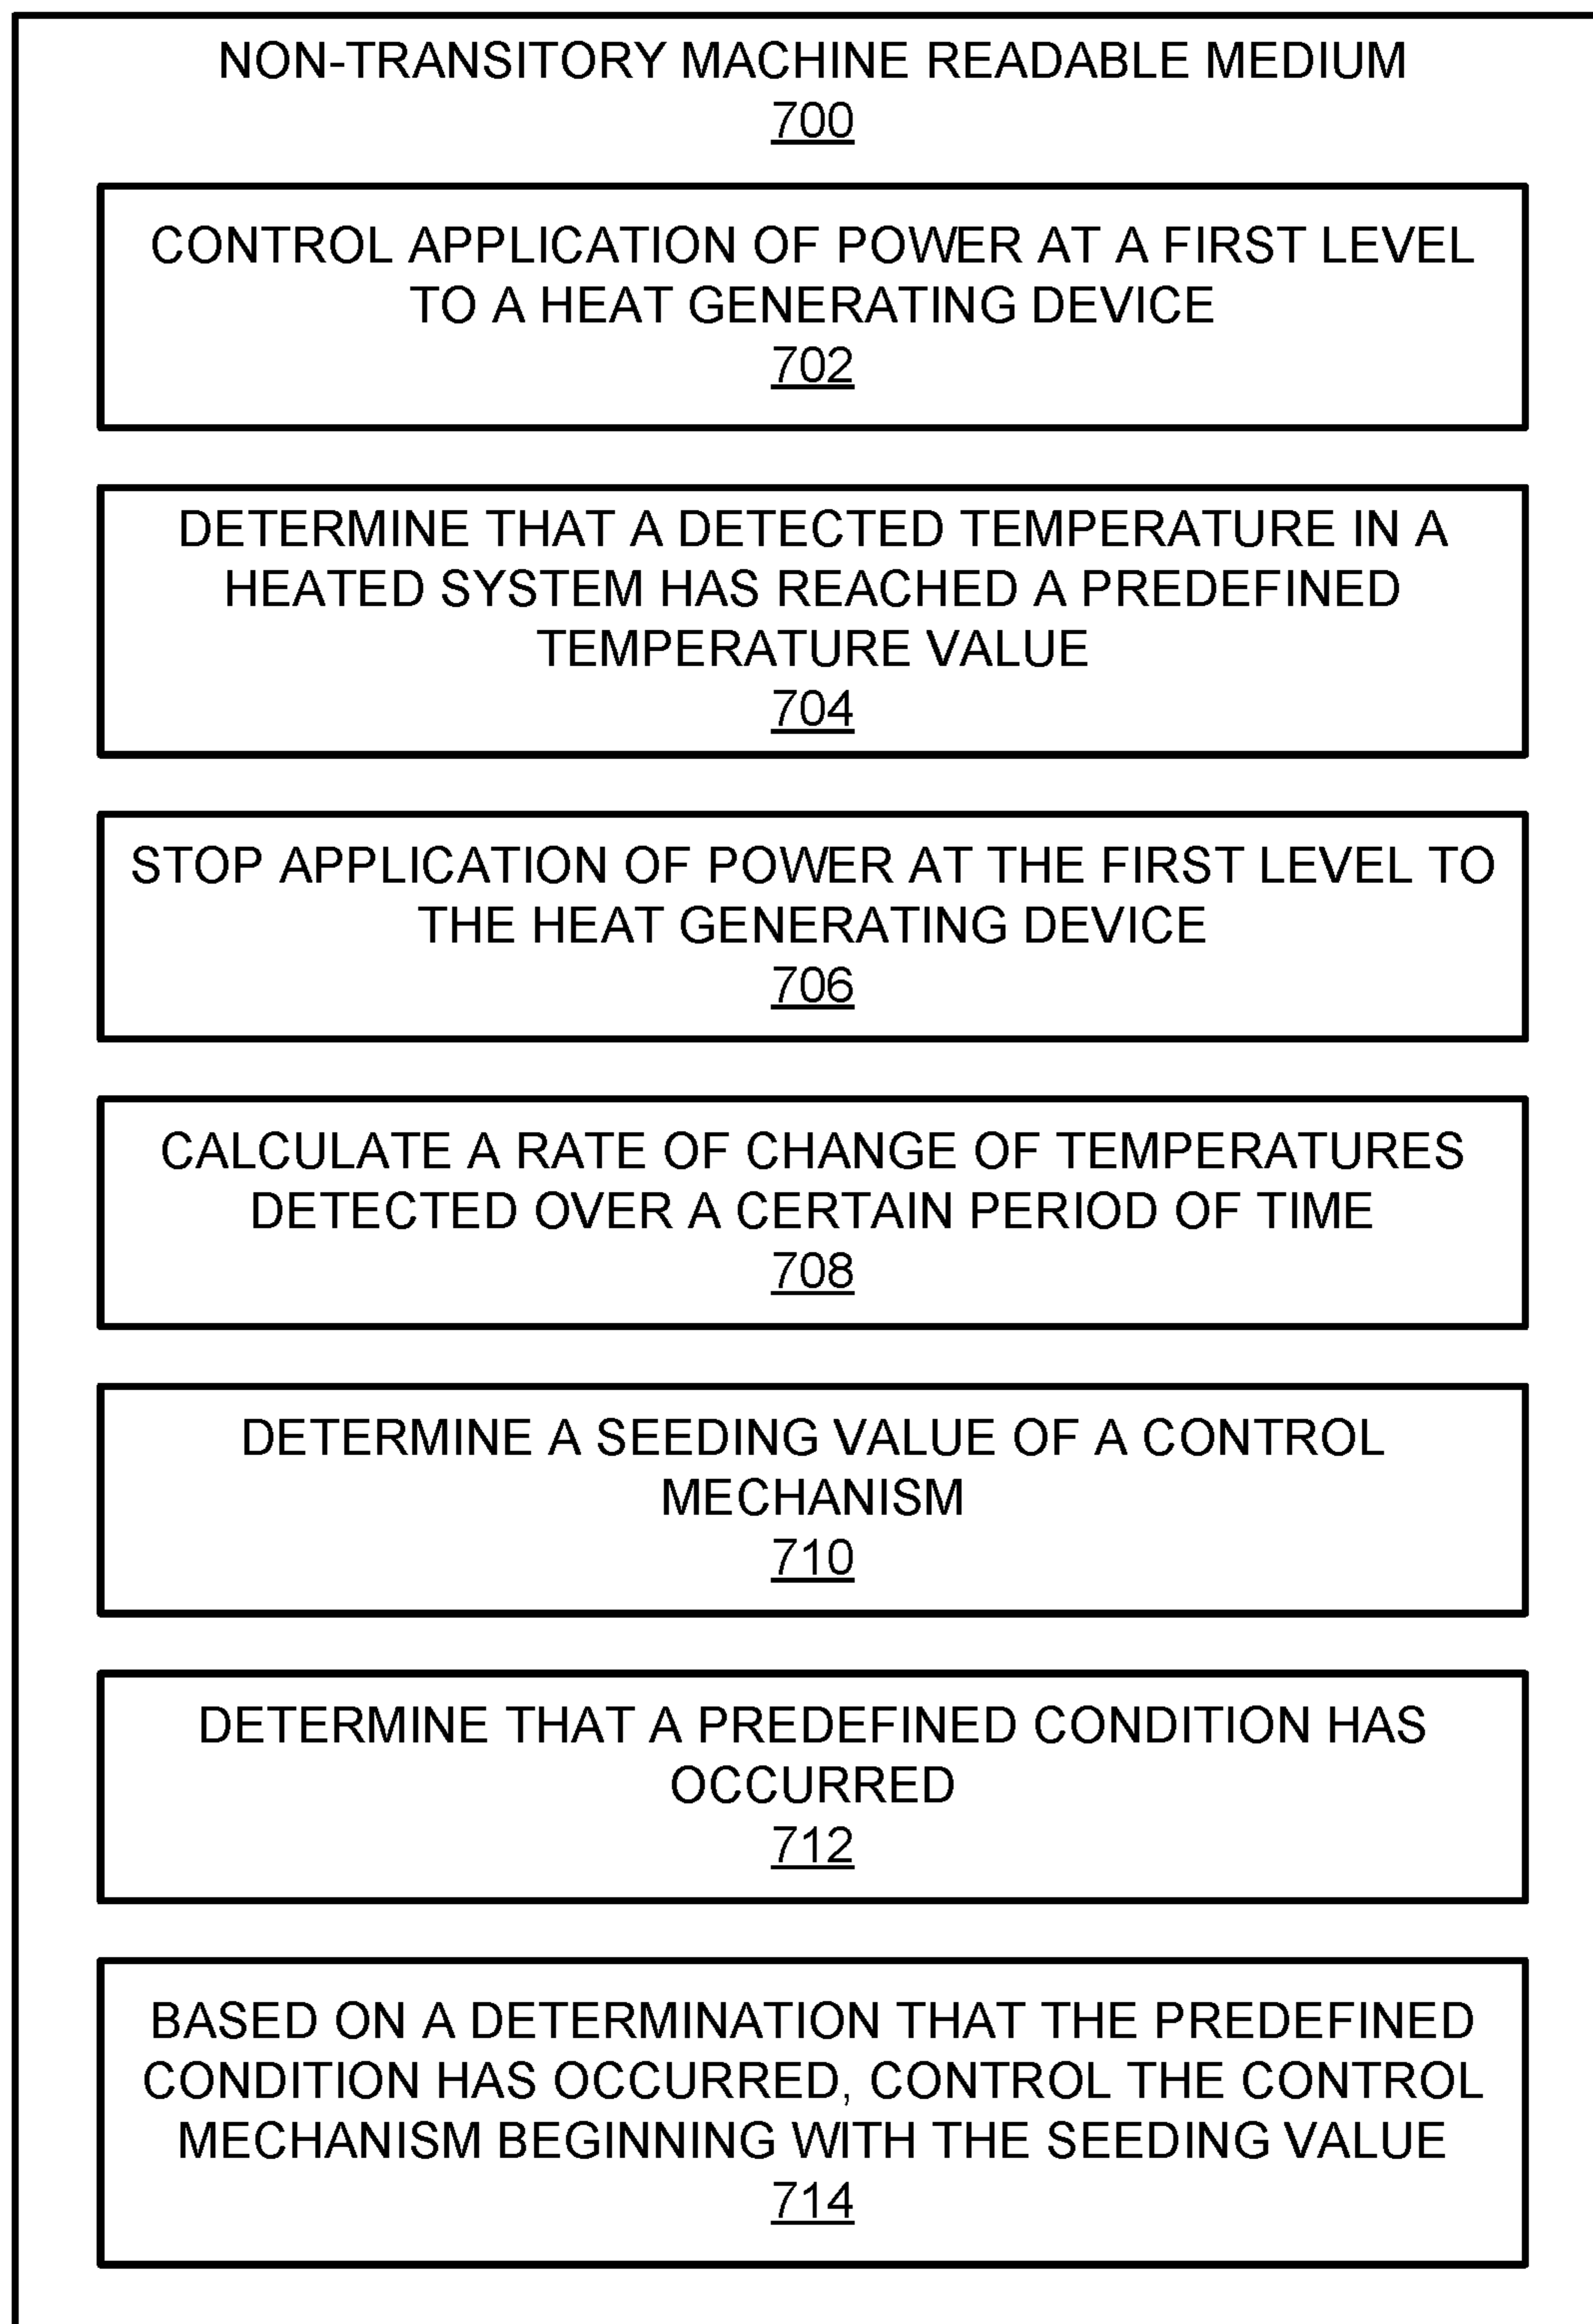 NON-TRANSITORY MACHINE READABLE MEDIUM
700
CONTROL APPLICATION OF POWER AT A FIRST LEVEL
TO A HEAT GENERATING DEVICE
702
DETERMINE THAT A DETECTED TEMPERATURE IN A
HEATED SYSTEM HAS REACHED A PREDEFINED
TEMPERATURE VALUE
704
STOP APPLICATION OF POWER AT THE FIRST LEVEL TO
THE HEAT GENERATING DEVICE
706
CALCULATE A RATE OF CHANGE OF TEMPERATURES
DETECTED OVER A CERTAIN PERIOD OF TIME
708
DETERMINE A SEEDING VALUE OF A CONTROL
MECHANISM
710
DETERMINE THAT A PREDEFINED CONDITION HAS
OCCURRED
712
BASED ON A DETERMINATION THAT THE PREDEFINED
CONDITION HAS OCCURRED, CONTROL THE CONTROL
MECHANISM BEGINNING WITH THE SEEDING VALUE
714